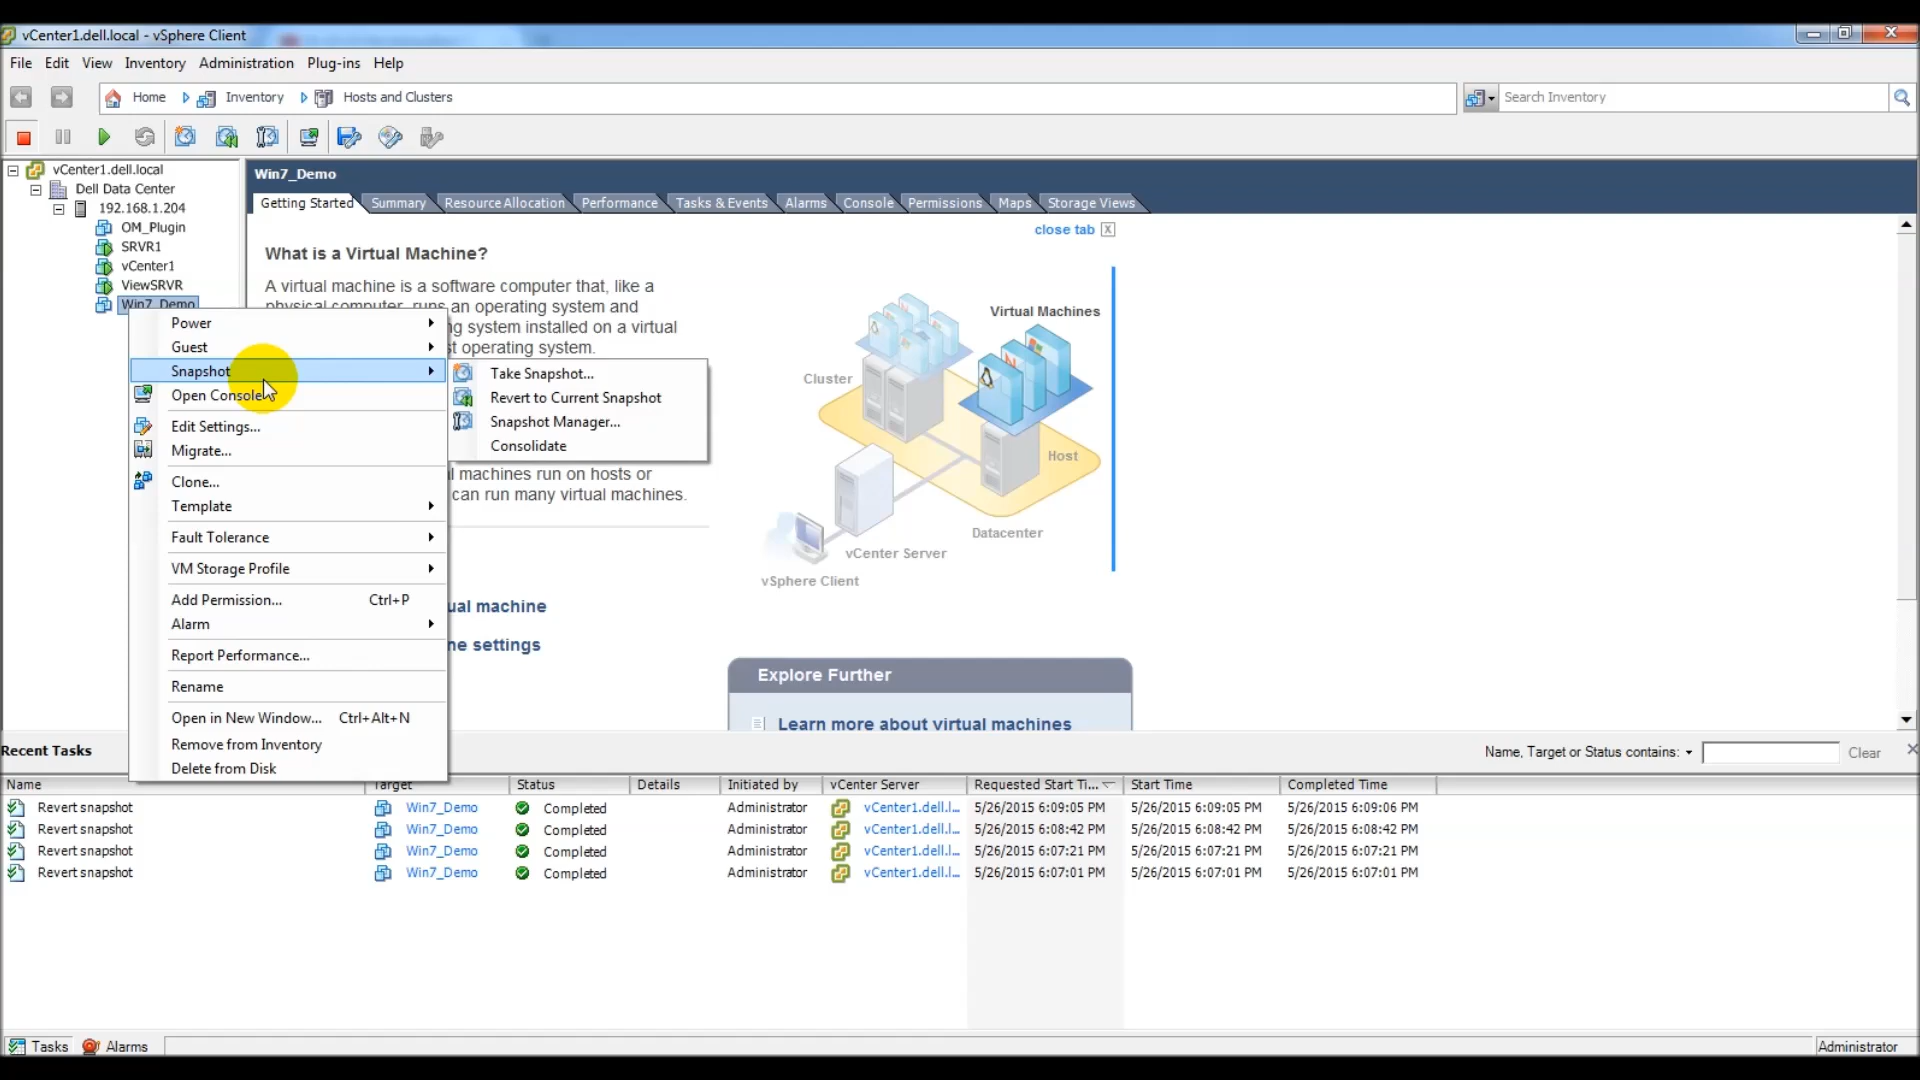 vCenter1.dell.local - vSphere Client
File Edit View Inventory Administration Plug-ins Help
Home Inventory Hosts and Clusters Search Inventory
vCenter1.dell.local
Dell Data Center
192.168.1.204
OM_Plugin
SRVR1
vCenter1
ViewSRVR
Win7_Demo
Win7_Demo
Getting Started Summary Resource Allocation Performance Tasks & Events Alarms Console Permissions Maps Storage Views
close tab X
What is a Virtual Machine?
A virtual machine is a software computer that, like a
physical computer, runs an operating system and
ng system installed on a virtual
st operating system.
l machines run on hosts or
can run many virtual machines.
ual machine
ne settings
Virtual Machines
Cluster
Host
Datacenter
vCenter Server
vSphere Client
Explore Further
Learn more about virtual machines
Power
Guest
Snapshot
Open Console
Edit Settings...
Migrate...
Clone...
Template
Fault Tolerance
VM Storage Profile
Add Permission... Ctrl+P
Alarm
Report Performance...
Rename
Open in New Window... Ctrl+Alt+N
Remove from Inventory
Delete from Disk
Take Snapshot...
Revert to Current Snapshot
Snapshot Manager...
Consolidate
Recent Tasks Name, Target or Status contains: Clear
Name Target Status Details Initiated by vCenter Server Requested Start Ti... Start Time Completed Time
Revert snapshot Win7_Demo Completed Administrator vCenter1.dell.l... 5/26/2015 6:09:05 PM 5/26/2015 6:09:05 PM 5/26/2015 6:09:06 PM
Revert snapshot Win7_Demo Completed Administrator vCenter1.dell.l... 5/26/2015 6:08:42 PM 5/26/2015 6:08:42 PM 5/26/2015 6:08:42 PM
Revert snapshot Win7_Demo Completed Administrator vCenter1.dell.l... 5/26/2015 6:07:21 PM 5/26/2015 6:07:21 PM 5/26/2015 6:07:21 PM
Revert snapshot Win7_Demo Completed Administrator vCenter1.dell.l... 5/26/2015 6:07:01 PM 5/26/2015 6:07:01 PM 5/26/2015 6:07:01 PM
Tasks Alarms Administrator